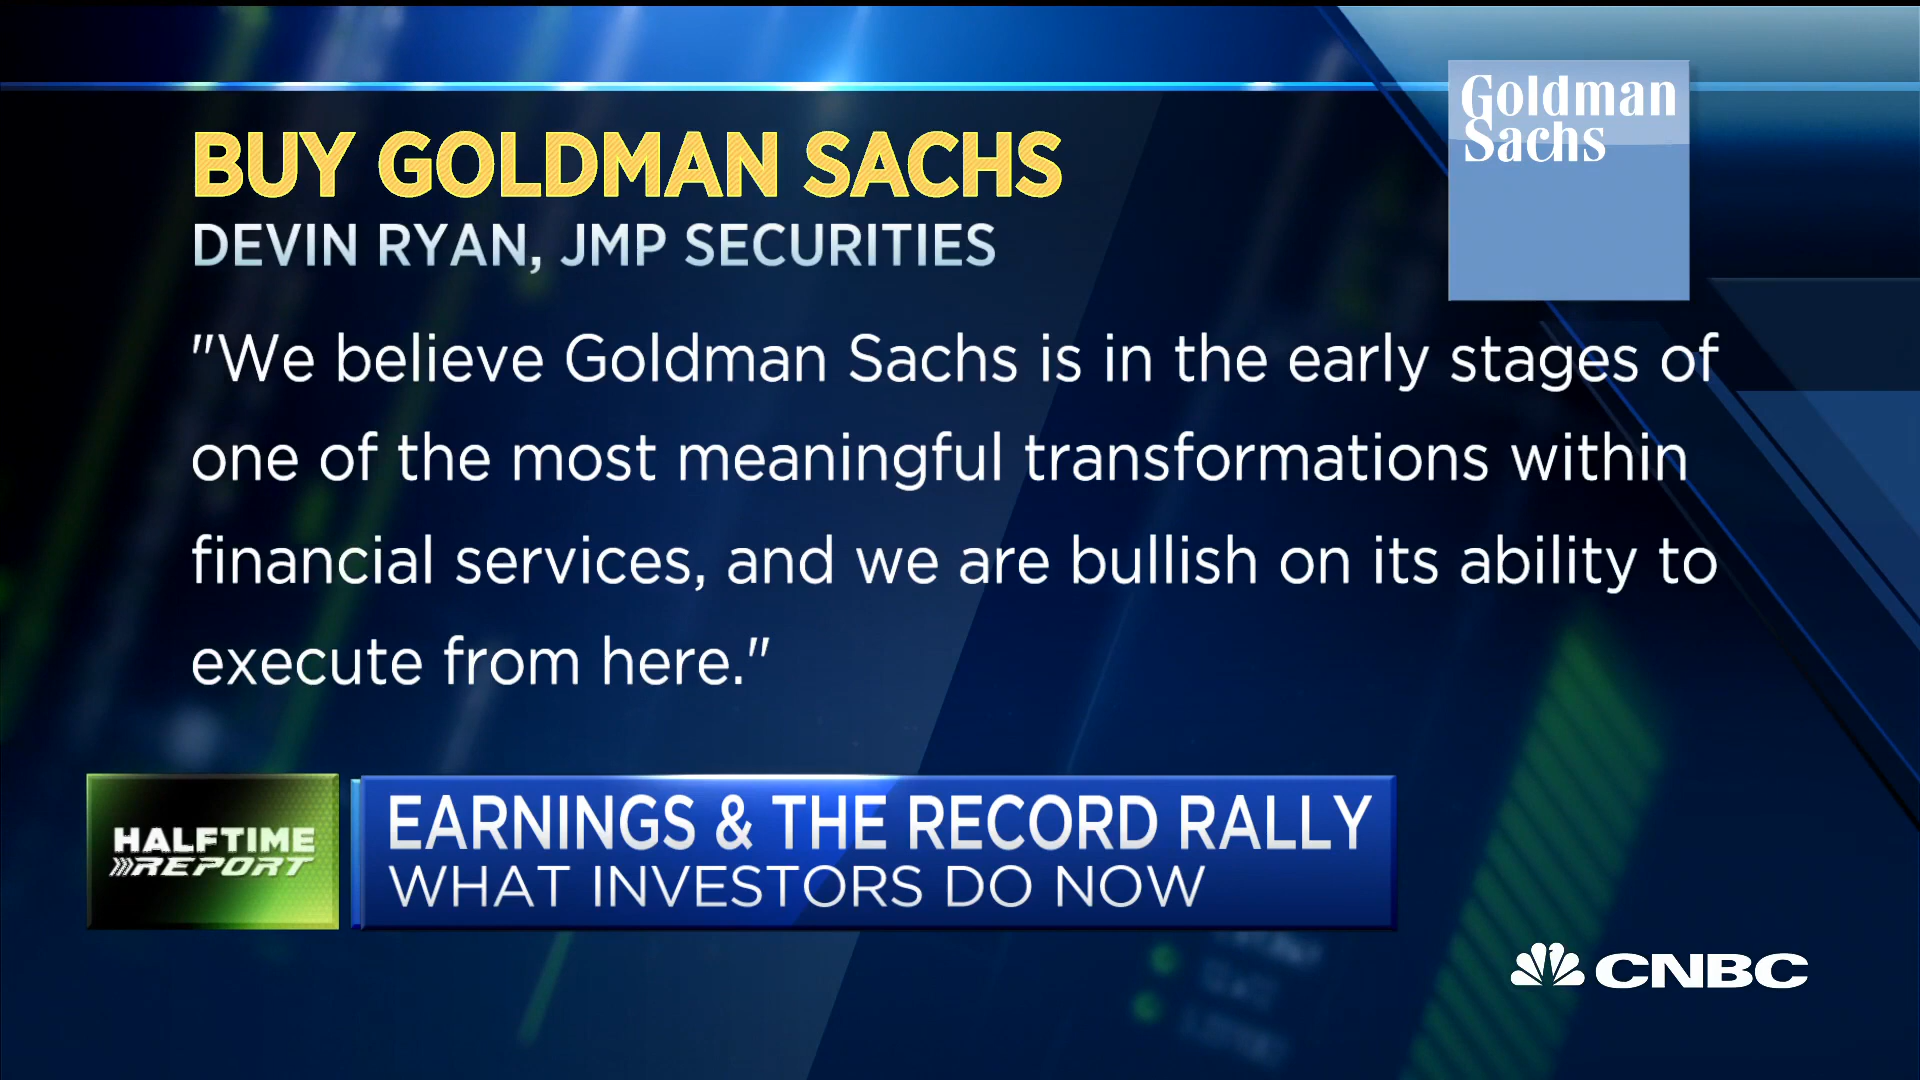 Goldman
Sachs
BUY GOLDMAN SACHS
DEVIN RYAN, JMP SECURITIES
"We believe Goldman Sachs is in the early stages of
one of the most meaningful transformations within
financial services, and we are bullish on its ability to
execute from here."
HALFTIME
REPORT
EARNINGS & THE RECORD RALLY
WHAT INVESTORS DO NOW
CNBC